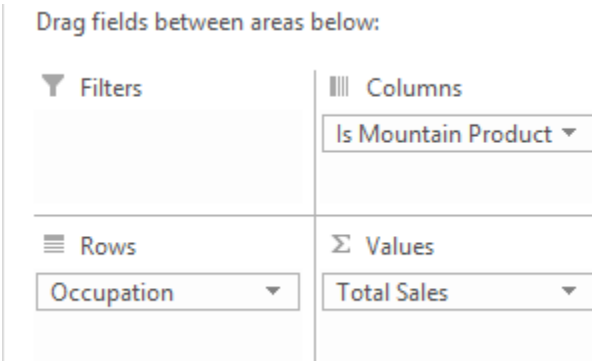 Drag fields between areas below:
Filters
Columns
Is Mountain Product
Rows
Σ Values
Occupation
Total Sales